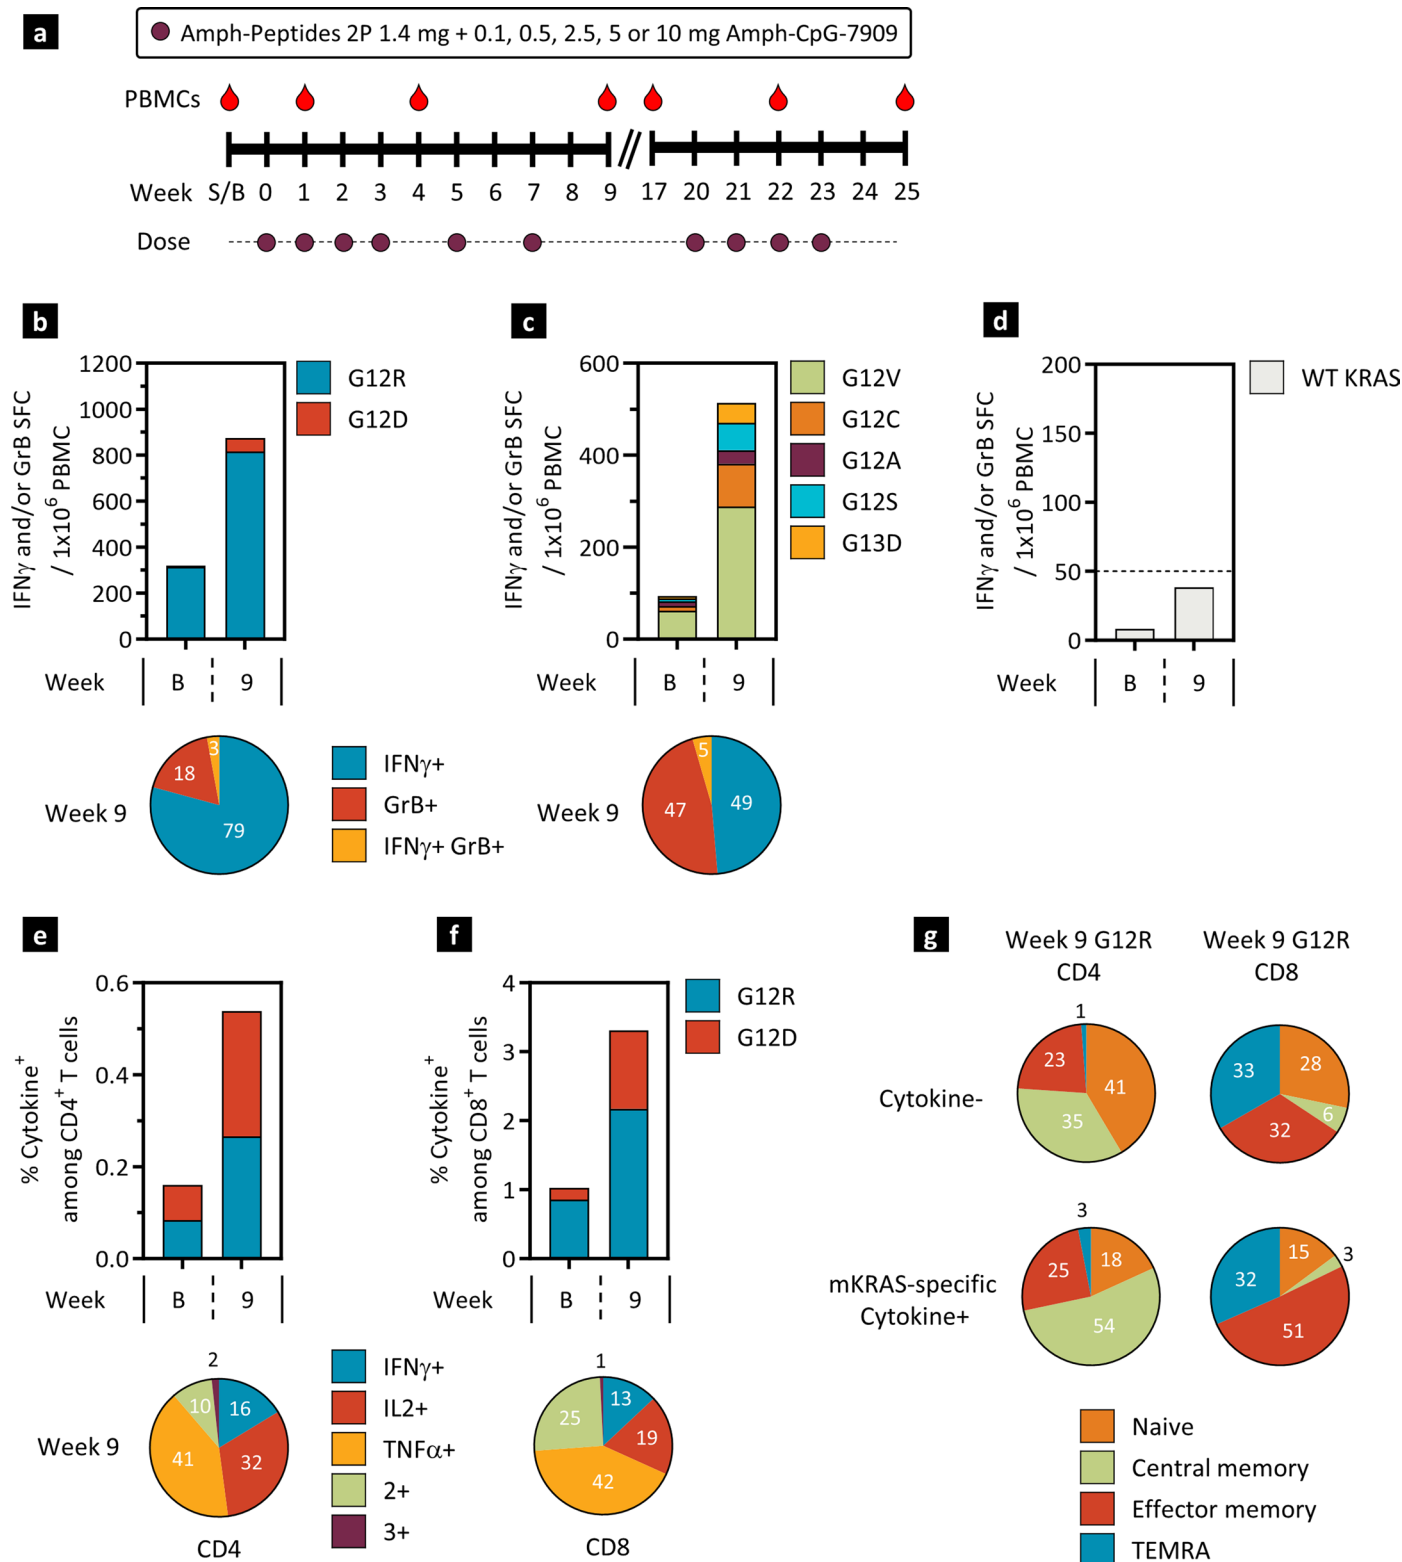 a
Amph-Peptides 2P 1.4 mg + 0.1, 0.5, 2.5, 5 or 10 mg Amph-CpG-7909
PBMCs
Week S/B 0 1 2 3 4 5 6 7 8 9 17 20 21 22 23 24 25
Dose
b
IFNγ and/or GrB SFC
/ 1x10⁶ PBMC
1200
1000
800
600
400
200
0
G12R
G12D
Week B 9
Week 9
3
18
79
IFNγ+
GrB+
IFNγ+ GrB+
c
IFNγ and/or GrB SFC
/ 1x10⁶ PBMC
600
400
200
0
G12V
G12C
G12A
G12S
G13D
Week B 9
Week 9
5
47
49
d
IFNγ and/or GrB SFC
/ 1x10⁶ PBMC
200
150
100
50
0
WT KRAS
Week B 9
e
% Cytokine⁺
among CD4⁺ T cells
0.6
0.4
0.2
0.0
Week B 9
Week 9
2
10
16
41
32
CD4
IFNγ+
IL2+
TNFα+
2+
3+
f
% Cytokine⁺
among CD8⁺ T cells
4
3
2
1
0
G12R
G12D
Week B 9
1
25
13
19
42
CD8
g
Week 9 G12R
CD4
Week 9 G12R
CD8
Cytokine-
1
23
41
35
33
28
6
32
mKRAS-specific
Cytokine+
3
25
18
54
32
15
3
51
Naive
Central memory
Effector memory
TEMRA